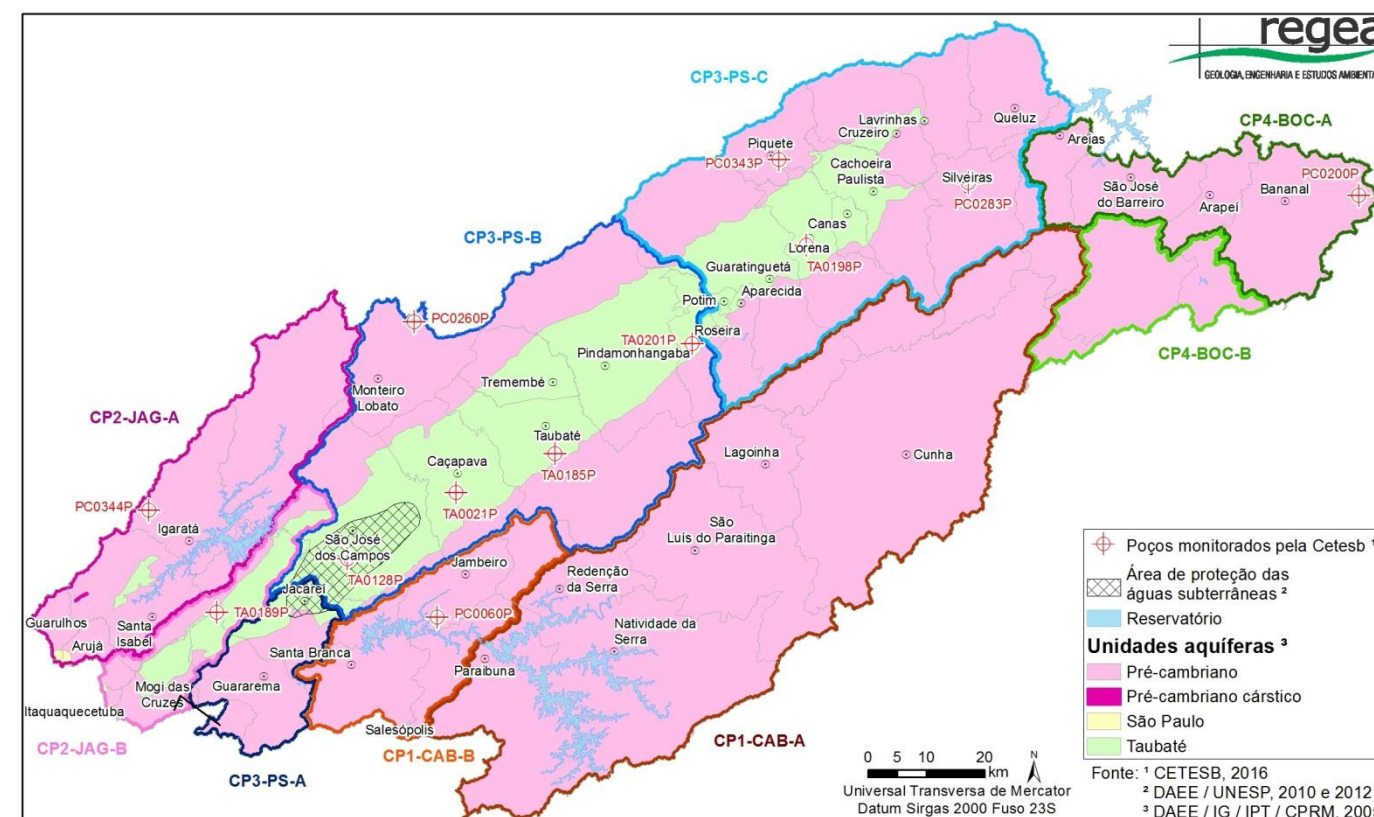 regea
GEOLOGIA, ENGENHARIA E ESTUDOS AMBIENTA
CP3-PS-C
Queluz
Lavrinhas
Cruzeiro
CP4-BOC-A
Areias
Piquete
PC0343P
Cachoeira
Paulista
Silveiras
PC0283P
São José
do Barreiro
Arapeí
Bananal
PC0200P
Canas
Lorena
TA0198P
CP3-PS-B
Guaratinguetá
Aparecida
Potim
Roseira
TA0201P
PC0260P
Pindamonhangaba
CP4-BOC-B
Monteiro
Lobato
Tremembé
CP2-JAG-A
Taubaté
TA0185P
Lagoinha
Cunha
Caçapava
TA0021P
PC0344P
Igaratá
São José
dos Campos
TA0128P
São
Luís do Paraitinga
Jambeiro
Redenção
da Serra
Jacareí
TA0189P
PC0060P
Guarulhos
Arujá
Santa
Isabel
Natividade da
Serra
Santa Branca
Paraibuna
Mogi das
Cruzes
Guararema
Itaquaquecetuba
Salesópolis
CP2-JAG-B
CP3-PS-A
CP1-CAB-B
CP1-CAB-A
0 5 10 20
km
N
Universal Transversa de Mercator
Datum Sirgas 2000 Fuso 23S
Poços monitorados pela Cetesb ¹
Área de proteção das
águas subterrâneas ²
Reservatório
Unidades aquíferas ³
Pré-cambriano
Pré-cambriano cárstico
São Paulo
Taubaté
Fonte: ¹ CETESB, 2016
² DAEE / UNESP, 2010 e 2012
³ DAEE / IG / IPT / CPRM, 2005